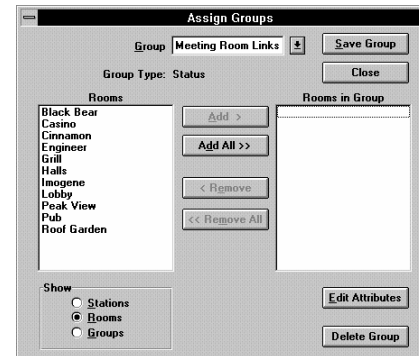 Assign Groups
Group Meeting Room Links Save Group
Group Type: Status Close
Rooms Rooms in Group
Black Bear
Casino
Cinnamon
Engineer
Grill
Halls
Imogene
Lobby
Peak View
Pub
Roof Garden
Add >
Add All >>
< Remove
<< Remove All
Show
Stations
Rooms
Groups
Edit Attributes
Delete Group